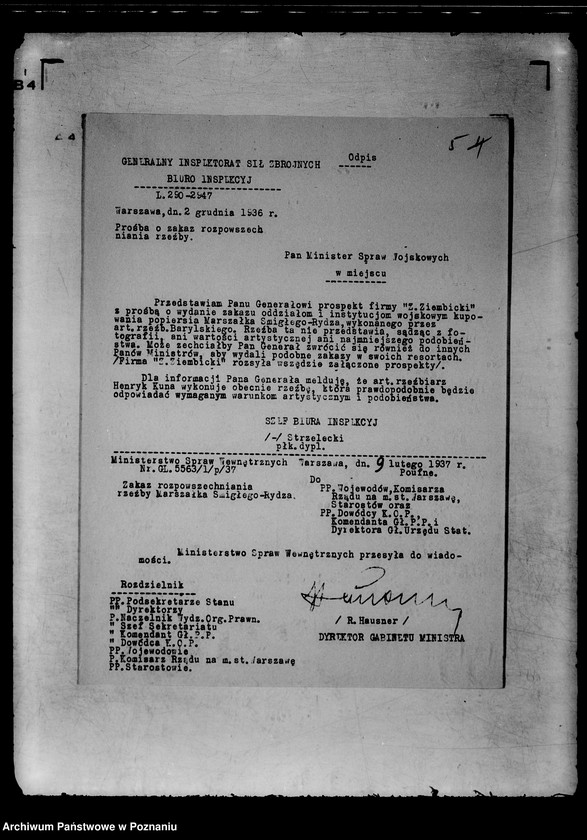 B4
54
Odpis
GENERALNY INSPEKTORAT SIŁ ZBROJNYCH
BIURO INSPEKCYJ
L.290-2947
Warszawa,dn.2 grudnia 1936 r.
Prośba o zakaz rozpowszech
niania rzeźby.
Pan Minister Spraw Wojskowych
w miejscu
Przedstawiam Panu Generałowi prospekt firmy "Z.Ziembicki"
z prośbą o wydanie zakazu oddziałom i instytucjom wojskowym kupo-
wania popiersia Marszałka Śmigłego-Rydza,wykonanego przez
art.rzeźb.Barylskiego. Rzeźba ta nie przedstawia, sądząc z fo-
tografii, ani wartości artystycznej ani najmniejszego podobień-
stwa. Może zechciałby Pan Generał zwrócić się również do innych
Panów Ministrów, aby wydali podobne zakazy w swoich resortach.
/Firma "Z.Ziembicki" rozsyła wszędzie załączone prospekty/.
Dla informacji Pana Generała melduję, że art.rzeźbiarz
Henryk Kuna wykonuje obecnie rzeźbę, która prawdopodobnie będzie
odpowiadać wymaganym warunkom artystycznym i podobieństwa.
SZEF BIURA INSPEKCYJ
/-/ Strzelecki
płk.dypl.
Ministerstwo Spraw Wewnętrznych Warszawa, dn. 9 lutego 1937 r.
Nr.GL.5563/1/p/37
Poufne.
Zakaz rozpowszechniania
rzeźby Marszałka Śmigłego-Rydza.
Do
PP.Wojewodów,Komisarza
Rządu na m.st.Warszawę,
Starostów oraz
PP.Dowódcy K.O.P.
Komendanta Gł.P.P.i
Dyrektora Gł.Urzędu Stat.
Ministerstwo Spraw Wewnętrznych przesyła do wiado-
mości.
Rozdzielnik
PP.Podsekretarze Stanu
"" Dyrektorzy
P.Naczelnik Wydz.Org.Prawn.
" Szef Sekretariatu
" Komendant Gł.P.P.
" Dowódca K.O.P.
PP.Wojewodowie
P.Komisarz Rządu na m.st.Warszawę
PP.Starostowie.
/ R.Hausner /
DYREKTOR GABINETU MINISTRA
Archiwum Państwowe w Poznaniu